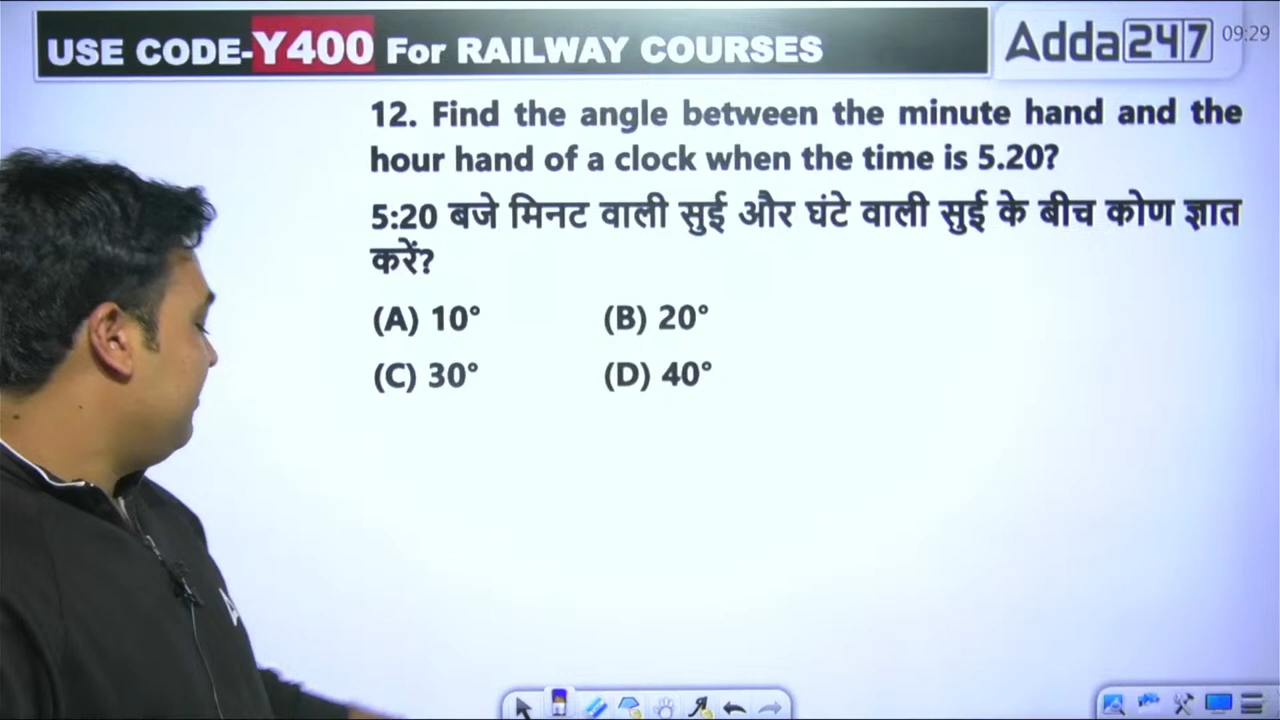 USE CODE-Y400 For RAILWAY COURSES
Adda247
09:29
12. Find the angle between the minute hand and the
hour hand of a clock when the time is 5.20?
5:20 बजे मिनट वाली सुई और घंटे वाली सुई के बीच कोण ज्ञात
करें?
(A) 10° (B) 20°
(C) 30° (D) 40°